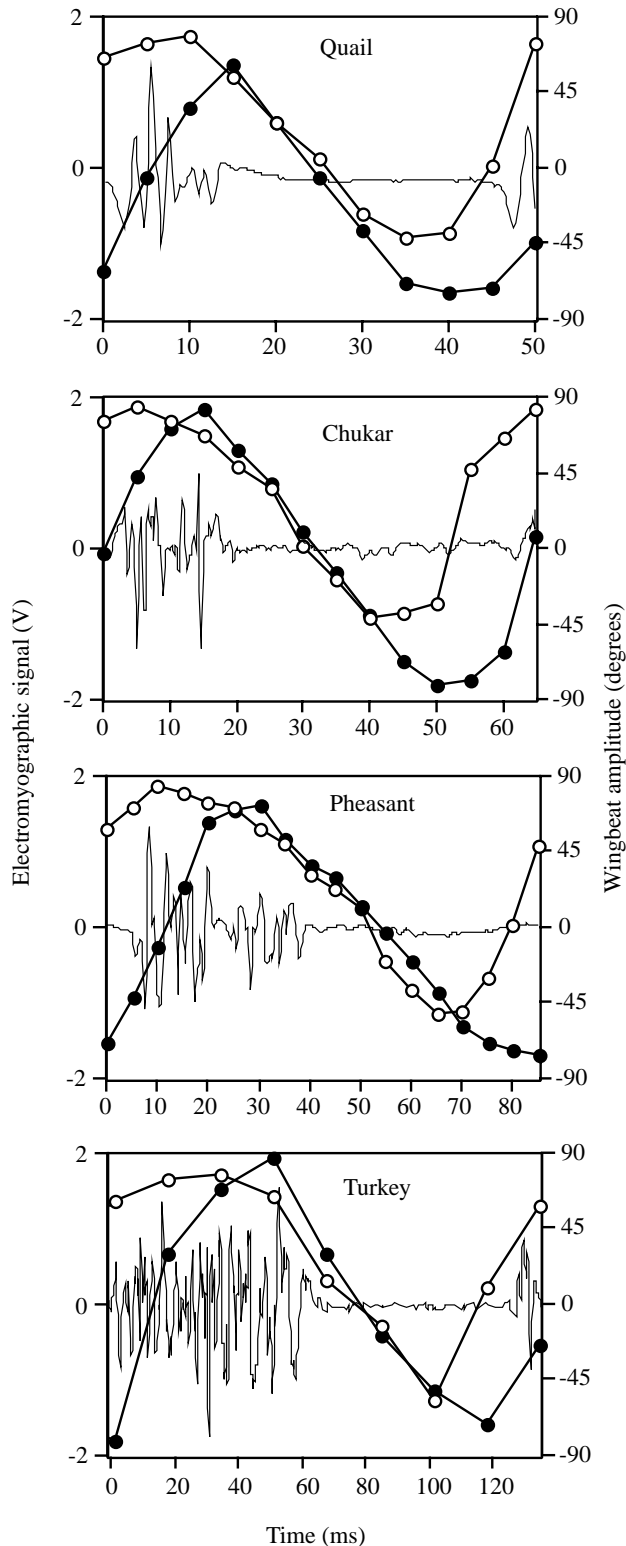 2
90
Quail
45
0
0
-45
-2
-90
0 10 20 30 40 50
2
90
Chukar
45
0
0
-45
-2
-90
0 10 20 30 40 50 60
Electromyographic signal (V)
Wingbeat amplitude (degrees)
2
90
Pheasant
45
0
0
-45
-2
-90
0 10 20 30 40 50 60 70 80
2
90
Turkey
45
0
0
-45
-2
-90
0 20 40 60 80 100 120
Time (ms)